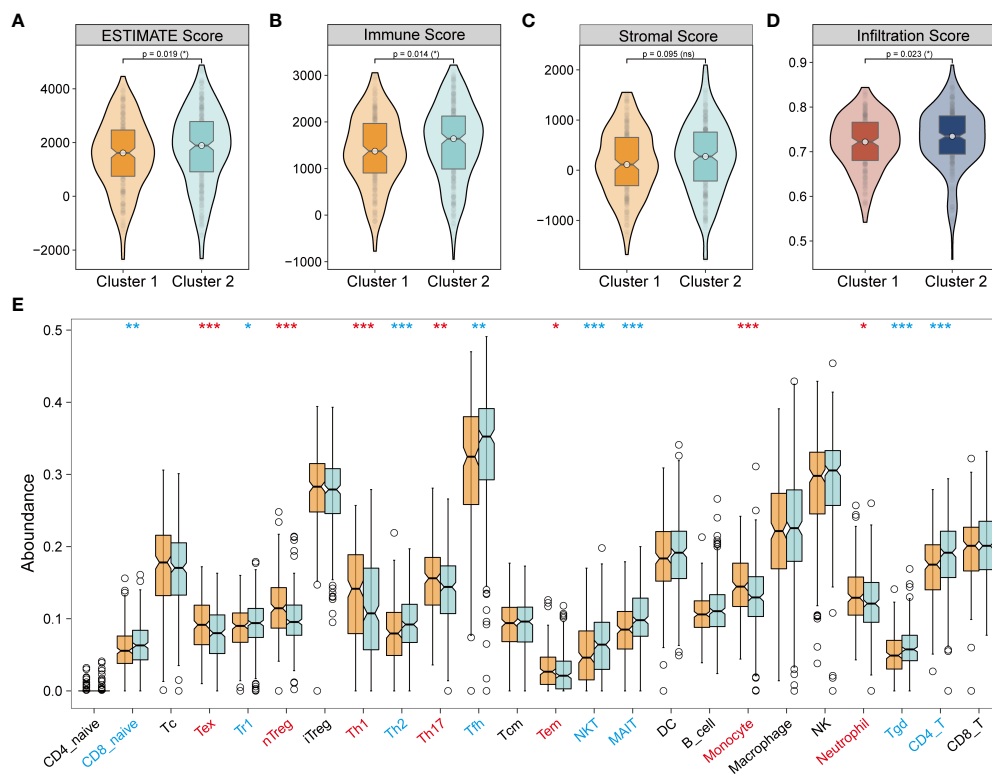 A
B
C
D
ESTIMATE Score
Immune Score
Stromal Score
Infiltration Score
p = 0.019 (*)
p = 0.014 (*)
p = 0.095 (ns)
p = 0.023 (*)
4000
2000
0
−2000
3000
2000
1000
0
−1000
2000
1000
0
−1000
0.9
0.8
0.7
0.6
0.5
Cluster 1 Cluster 2
Cluster 1 Cluster 2
Cluster 1 Cluster 2
Cluster 1 Cluster 2
E
** *** * *** *** *** ** ** * *** *** *** * *** ***
Aboundance
0.5
0.4
0.3
0.2
0.1
0.0
CD4_naive
CD8_naive
Tc
Tex
Tr1
nTreg
iTreg
Th1
Th2
Th17
Tfh
Tcm
Tem
NKT
MAIT
DC
B_cell
Monocyte
Macrophage
NK
Neutrophil
Tgd
CD4_T
CD8_T